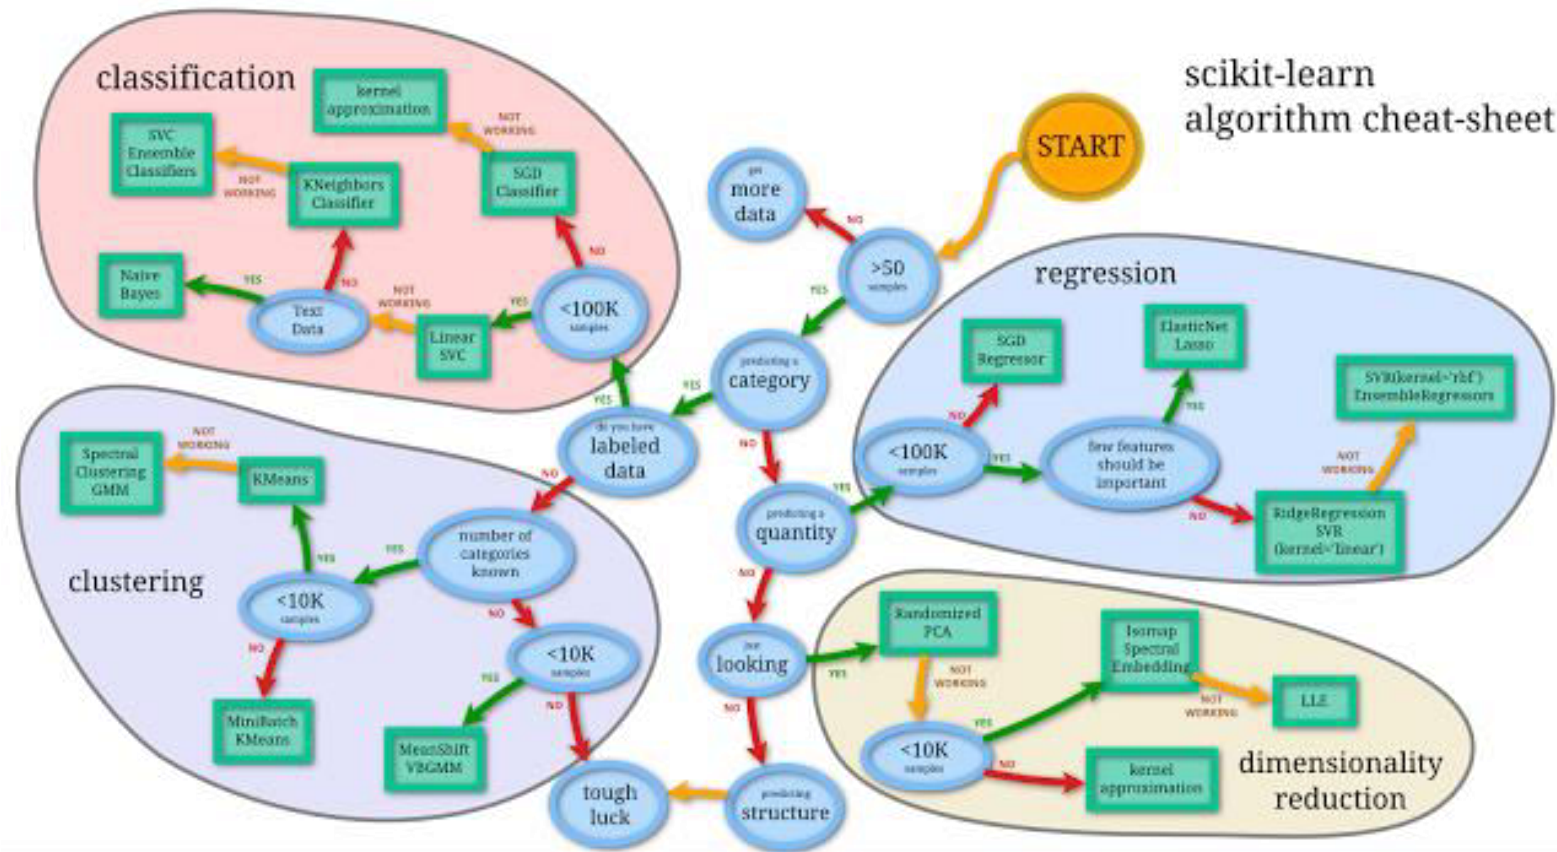 scikit-learn
algorithm cheat-sheet
START
classification
kernel
approximation
NOT
WORKING
SVC
Ensemble
Classifiers
NOT
WORKING
KNeighbors
Classifier
SGD
Classifier
NO
Naive
Bayes
YES
Text
Data
NO
NOT
WORKING
Linear
SVC
YES
<100K
samples
YES
get
more
data
NO
>50
samples
YES
predicting a
category
YES
NO
do you have
labeled
data
NO
predicting a
quantity
YES
NO
just
looking
YES
NO
predicting
structure
tough
luck
regression
SGD
Regressor
ElasticNet
Lasso
SVR(kernel='rbf')
EnsembleRegressors
NO
<100K
samples
YES
few features
should be
important
YES
NOT
WORKING
NO
RidgeRegression
SVR
(kernel='linear')
clustering
Spectral
Clustering
GMM
NOT
WORKING
KMeans
YES
number of
categories
known
YES
<10K
samples
NO
NO
<10K
samples
YES
NO
MiniBatch
KMeans
MeanShift
VBGMM
Randomized
PCA
NOT
WORKING
Isomap
Spectral
Embedding
NOT
WORKING
LLE
YES
<10K
samples
NO
kernel
approximation
dimensionality
reduction